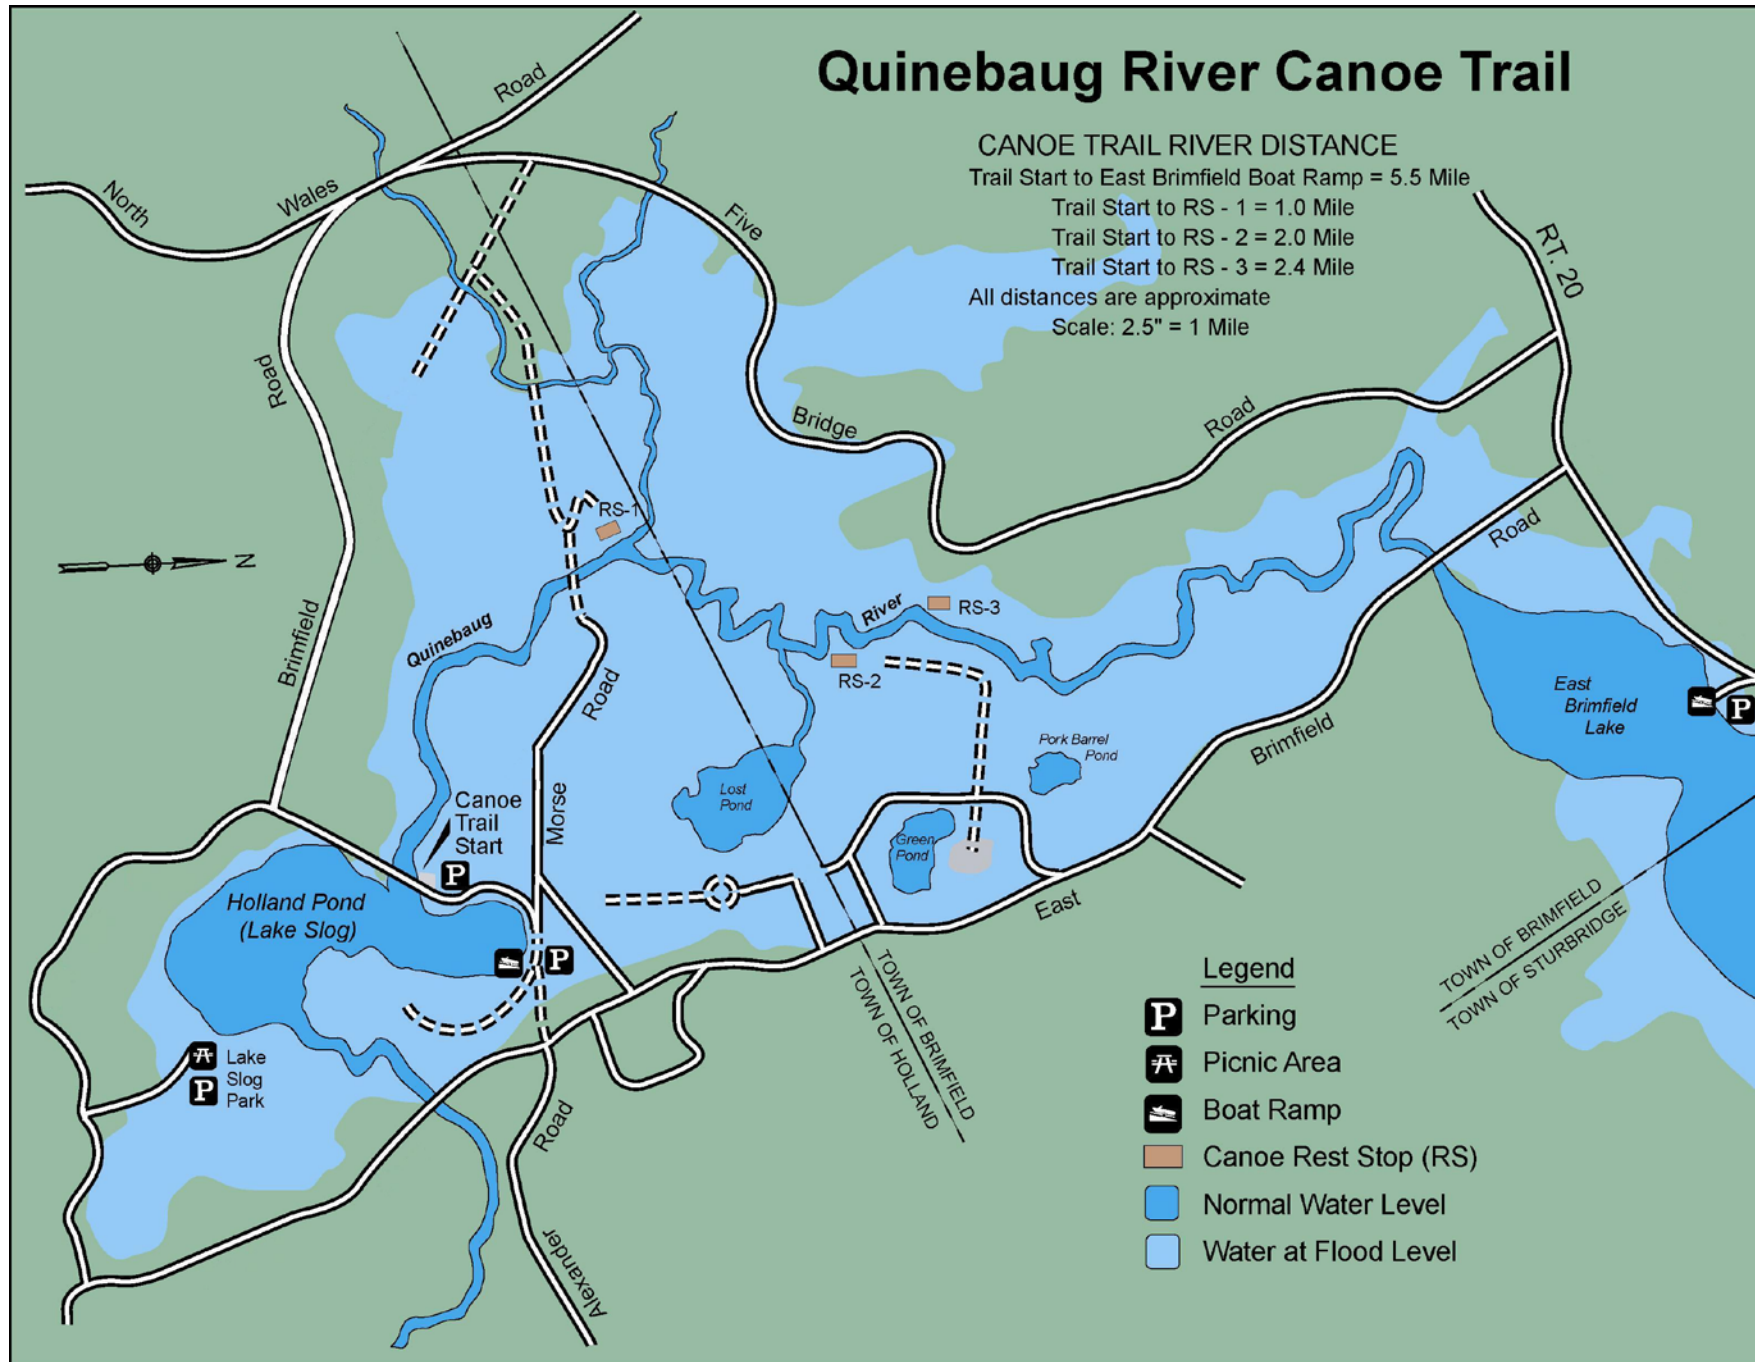 Quinebaug River Canoe Trail
CANOE TRAIL RIVER DISTANCE
Trail Start to East Brimfield Boat Ramp = 5.5 Mile
Trail Start to RS - 1 = 1.0 Mile
Trail Start to RS - 2 = 2.0 Mile
Trail Start to RS - 3 = 2.4 Mile
All distances are approximate
Scale: 2.5" = 1 Mile
North
Wales
Road
Five
Bridge
Road
RT. 20
Road
Brimfield
RS-1
N
Quinebaug
River
RS-3
RS-2
Road
Morse
Road
Brimfield
East
East
Brimfield
Lake
P
Pork Barrel
Pond
Lost
Pond
Green
Pond
Canoe
Trail
Start
P
Holland Pond
(Lake Slog)
P
Lake
Slog
Park
P
Road
Alexander
TOWN OF BRIMFIELD
TOWN OF HOLLAND
TOWN OF BRIMFIELD
TOWN OF STURBRIDGE
Legend
P Parking
Picnic Area
Boat Ramp
Canoe Rest Stop (RS)
Normal Water Level
Water at Flood Level